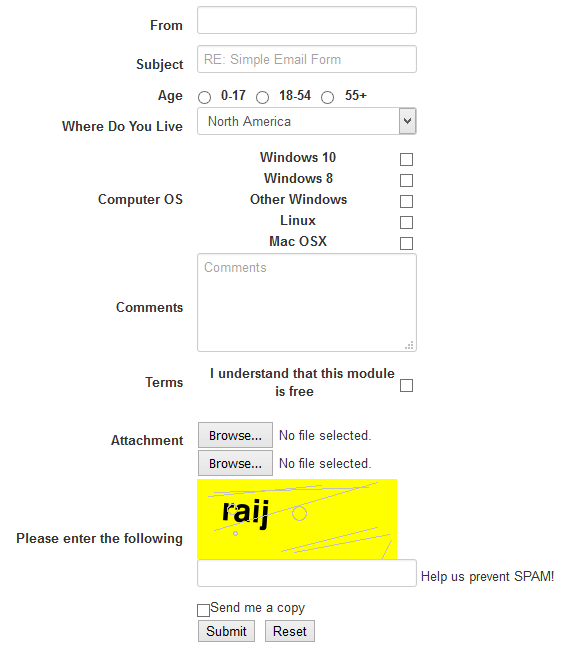 From
Subject RE: Simple Email Form
Age 0-17 18-54 55+
Where Do You Live North America
Windows 10
Windows 8
Computer OS Other Windows
Linux
Mac OSX
Comments
Comments
Terms I understand that this module
is free
Attachment Browse... No file selected.
Browse... No file selected.
raij
Please enter the following
Help us prevent SPAM!
Send me a copy
Submit Reset